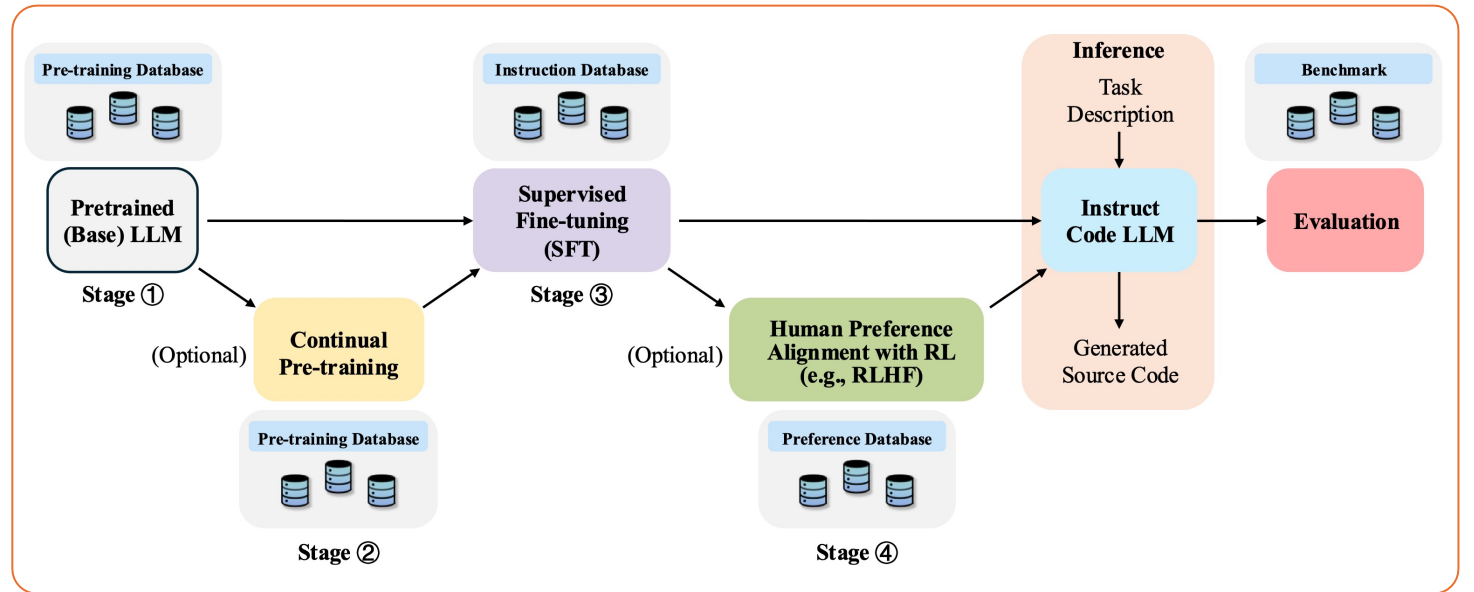 Pre-training Database
Pretrained
(Base) LLM
Stage ①
(Optional)
Continual
Pre-training
Pre-training Database
Stage ②
Instruction Database
Supervised
Fine-tuning
(SFT)
Stage ③
(Optional)
Human Preference
Alignment with RL
(e.g., RLHF)
Preference Database
Stage ④
Inference
Task
Description
Instruct
Code LLM
Generated
Source Code
Benchmark
Evaluation